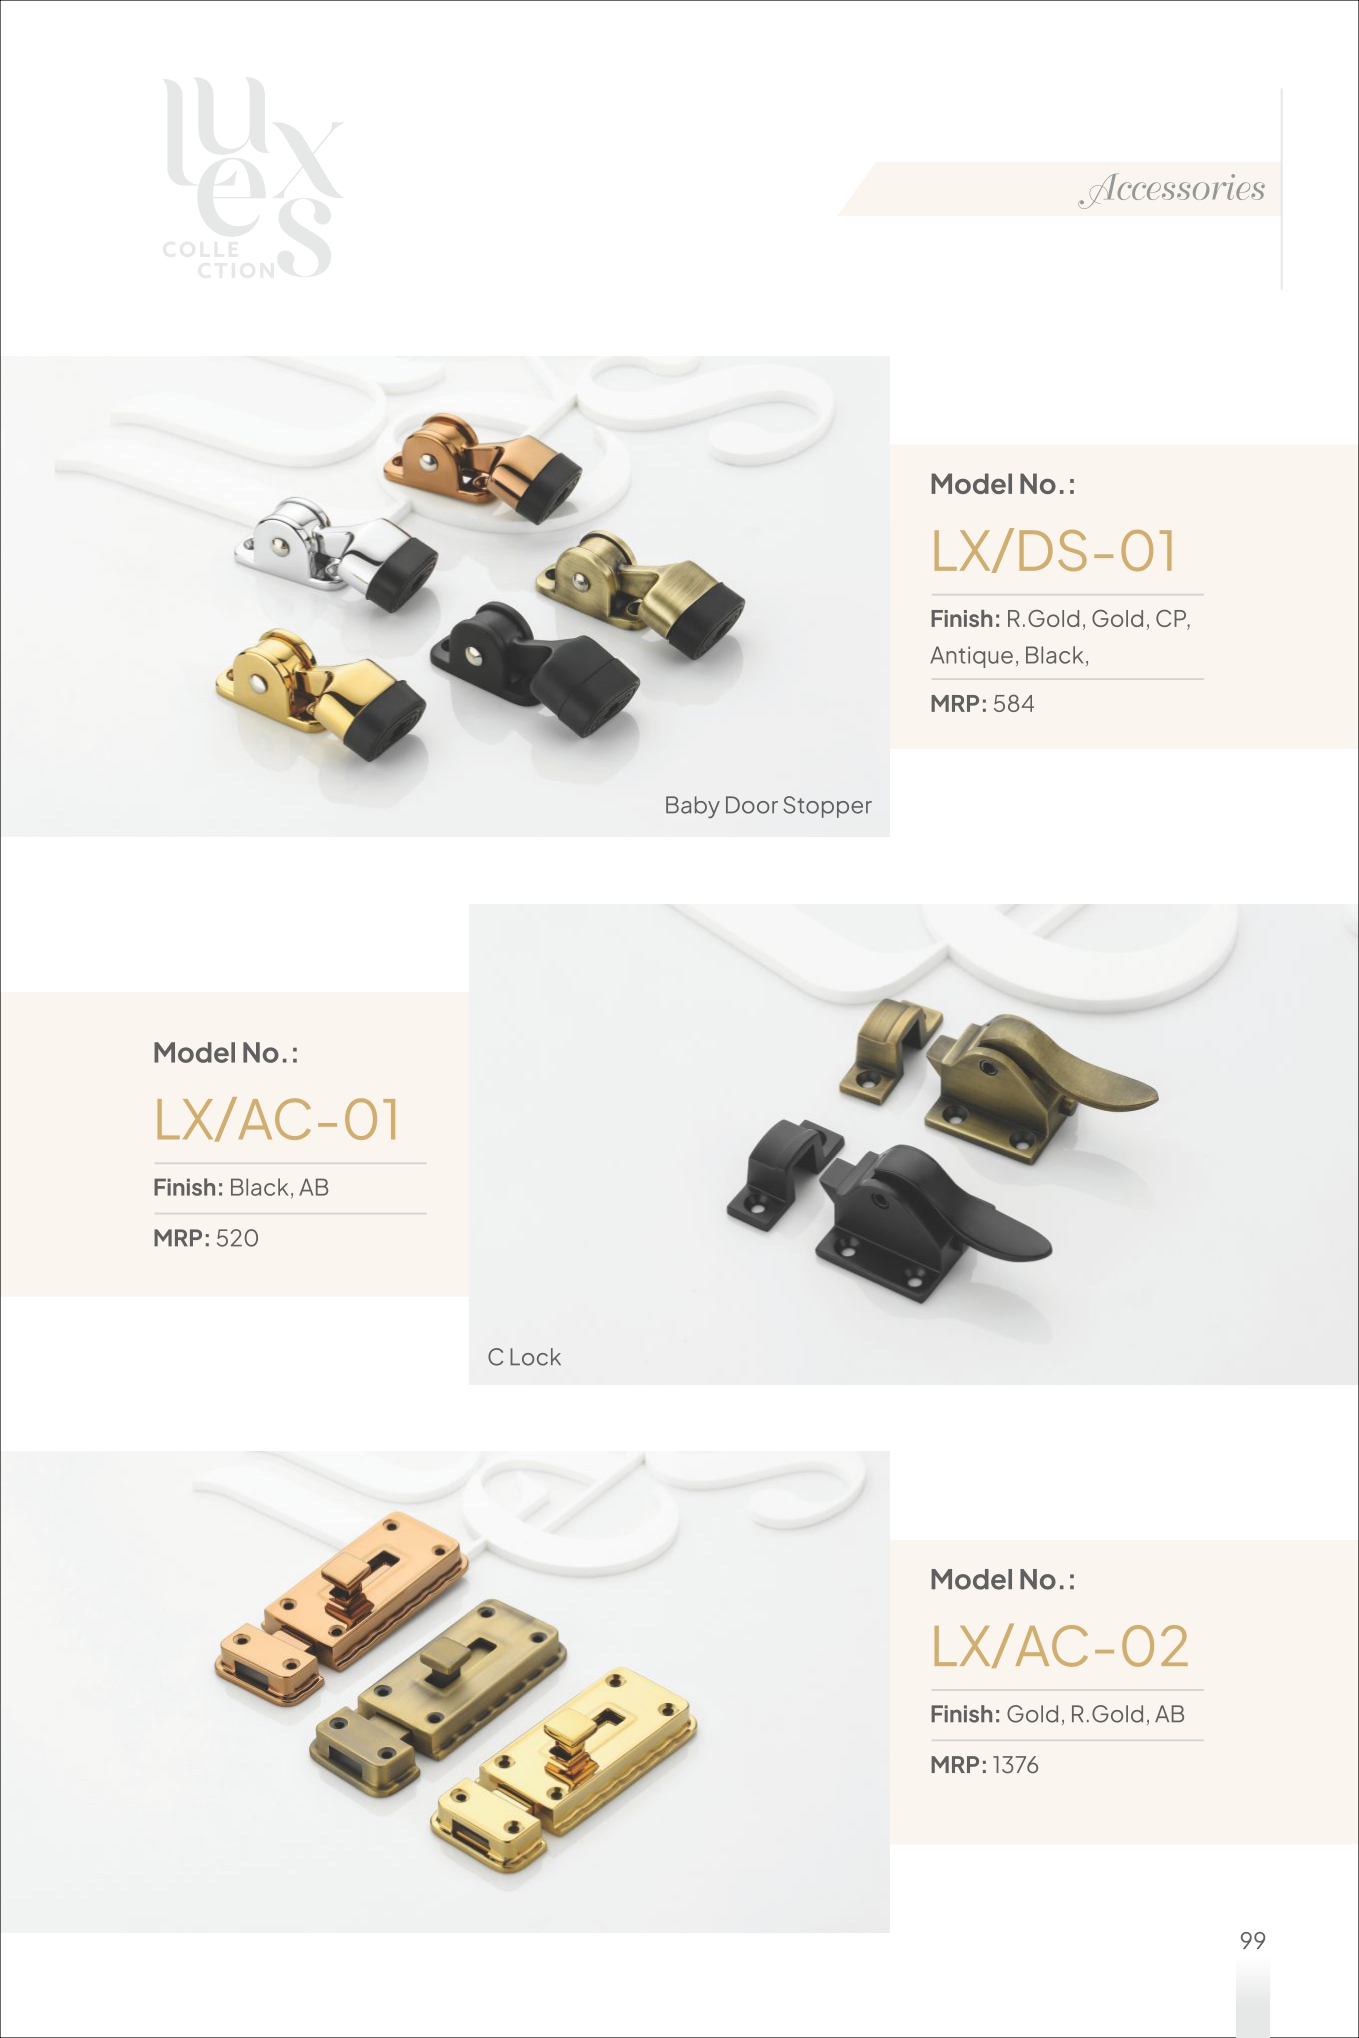 luxes
COLLE
CTION
Accessories
Model No.:
LX/DS-01
Finish: R.Gold, Gold, CP,
Antique, Black,
MRP: 584
Baby Door Stopper
Model No.:
LX/AC-01
Finish: Black, AB
MRP: 520
C Lock
Model No.:
LX/AC-02
Finish: Gold, R.Gold, AB
MRP: 1376
99